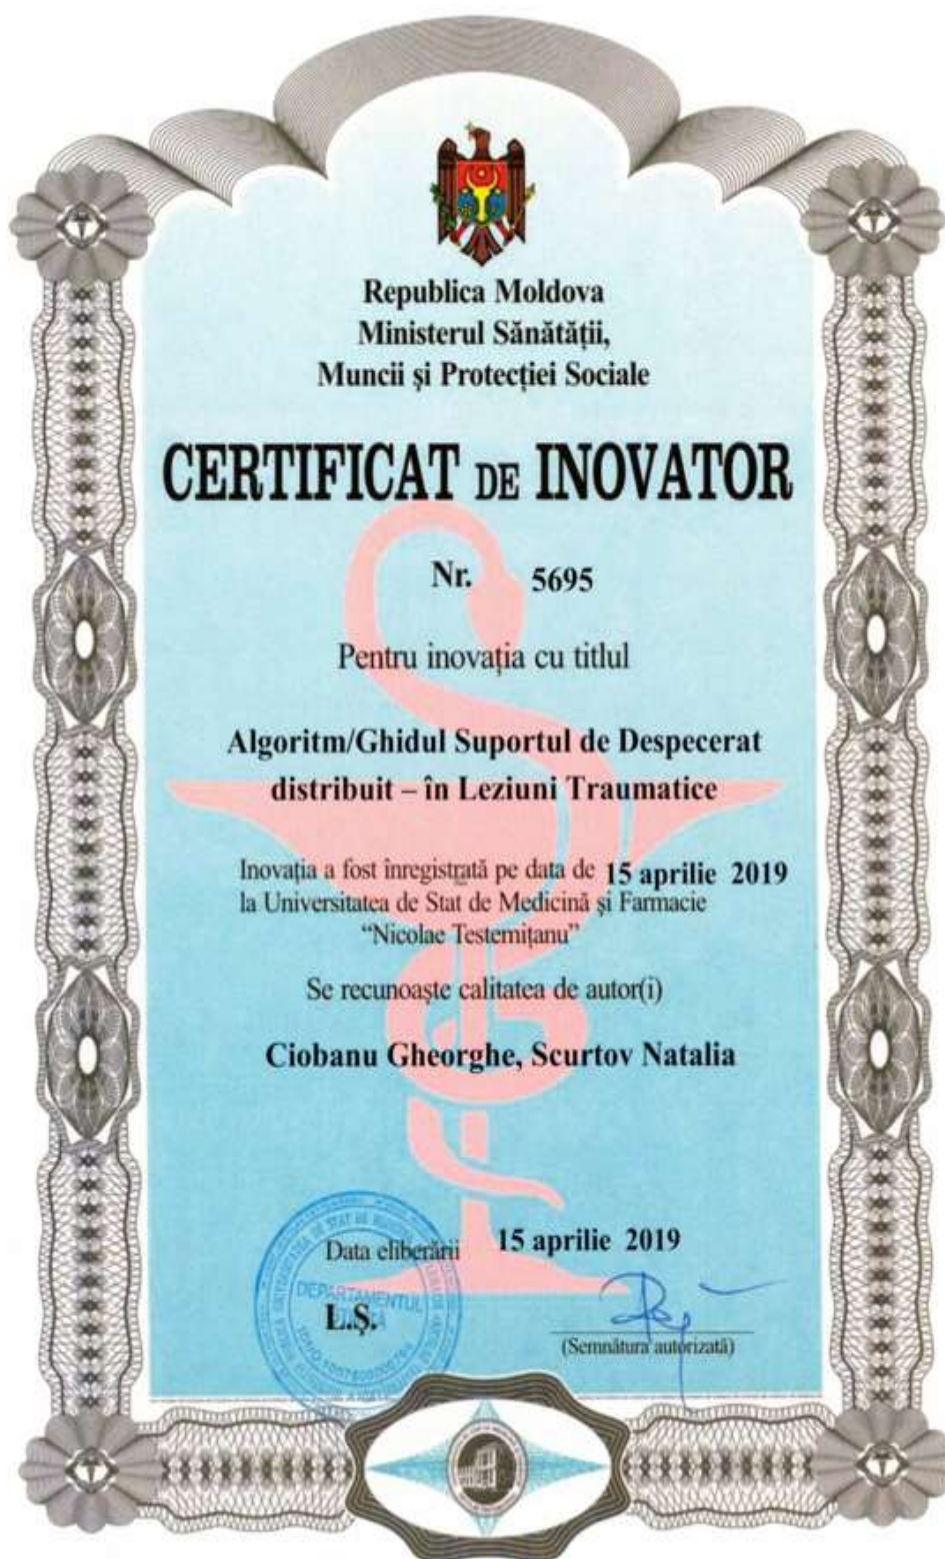 Republica Moldova
Ministerul Sănătății,
Muncii și Protecției Sociale
CERTIFICAT DE INOVATOR
Nr. 5695
Pentru inovația cu titlul
Algoritm/Ghidul Suportul de Despecerat
distribuit – în Leziuni Traumatice
Inovația a fost înregistrată pe data de 15 aprilie 2019
la Universitatea de Stat de Medicină și Farmacie
“Nicolae Testemițanu”
Se recunoaște calitatea de autor(i)
Ciobanu Gheorghe, Scurtov Natalia
Data eliberării 15 aprilie 2019
DEPARTAMENTUL
L.Ș.
(Semnătura autorizată)